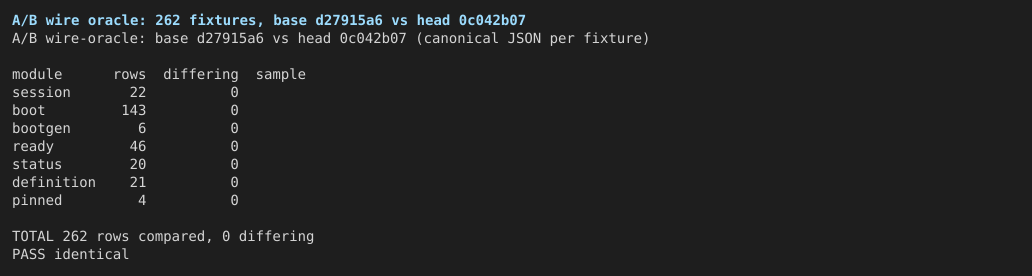 A/B wire oracle: 262 fixtures, base d27915a6 vs head 0c042b07
A/B wire-oracle: base d27915a6 vs head 0c042b07 (canonical JSON per fixture)
module      rows  differing  sample
session       22          0
boot         143          0
bootgen        6          0
ready         46          0
status        20          0
definition    21          0
pinned         4          0
TOTAL 262 rows compared, 0 differing
PASS identical